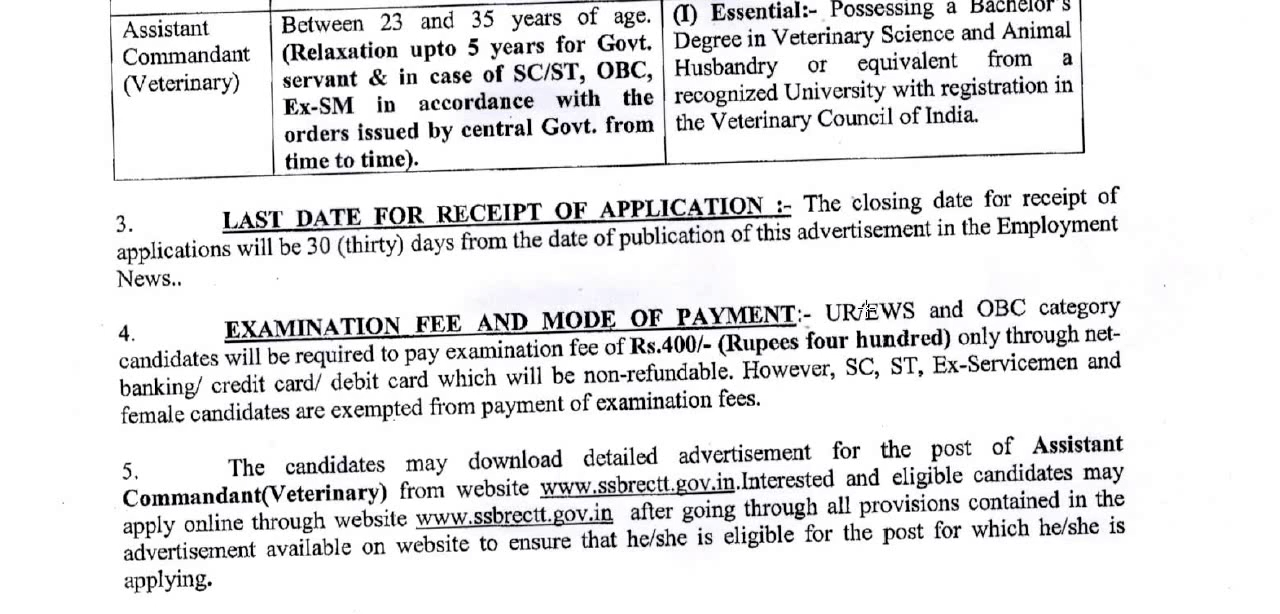 Assistant
Commandant
(Veterinary)
Between 23 and 35 years of age.
(Relaxation upto 5 years for Govt.
servant & in case of SC/ST, OBC,
Ex-SM in accordance with the
orders issued by central Govt. from
time to time).
(I) Essential:- Possessing a Bachelor's
Degree in Veterinary Science and Animal
Husbandry or equivalent from a
recognized University with registration in
the Veterinary Council of India.
3. LAST DATE FOR RECEIPT OF APPLICATION :- The closing date for receipt of
applications will be 30 (thirty) days from the date of publication of this advertisement in the Employment
News..
4. EXAMINATION FEE AND MODE OF PAYMENT:- UR/EWS and OBC category
candidates will be required to pay examination fee of Rs.400/- (Rupees four hundred) only through net-
banking/ credit card/ debit card which will be non-refundable. However, SC, ST, Ex-Servicemen and
female candidates are exempted from payment of examination fees.
5. The candidates may download detailed advertisement for the post of Assistant
Commandant(Veterinary) from website www.ssbrectt.gov.in.Interested and eligible candidates may
apply online through website www.ssbrectt.gov.in after going through all provisions contained in the
advertisement available on website to ensure that he/she is eligible for the post for which he/she is
applying.